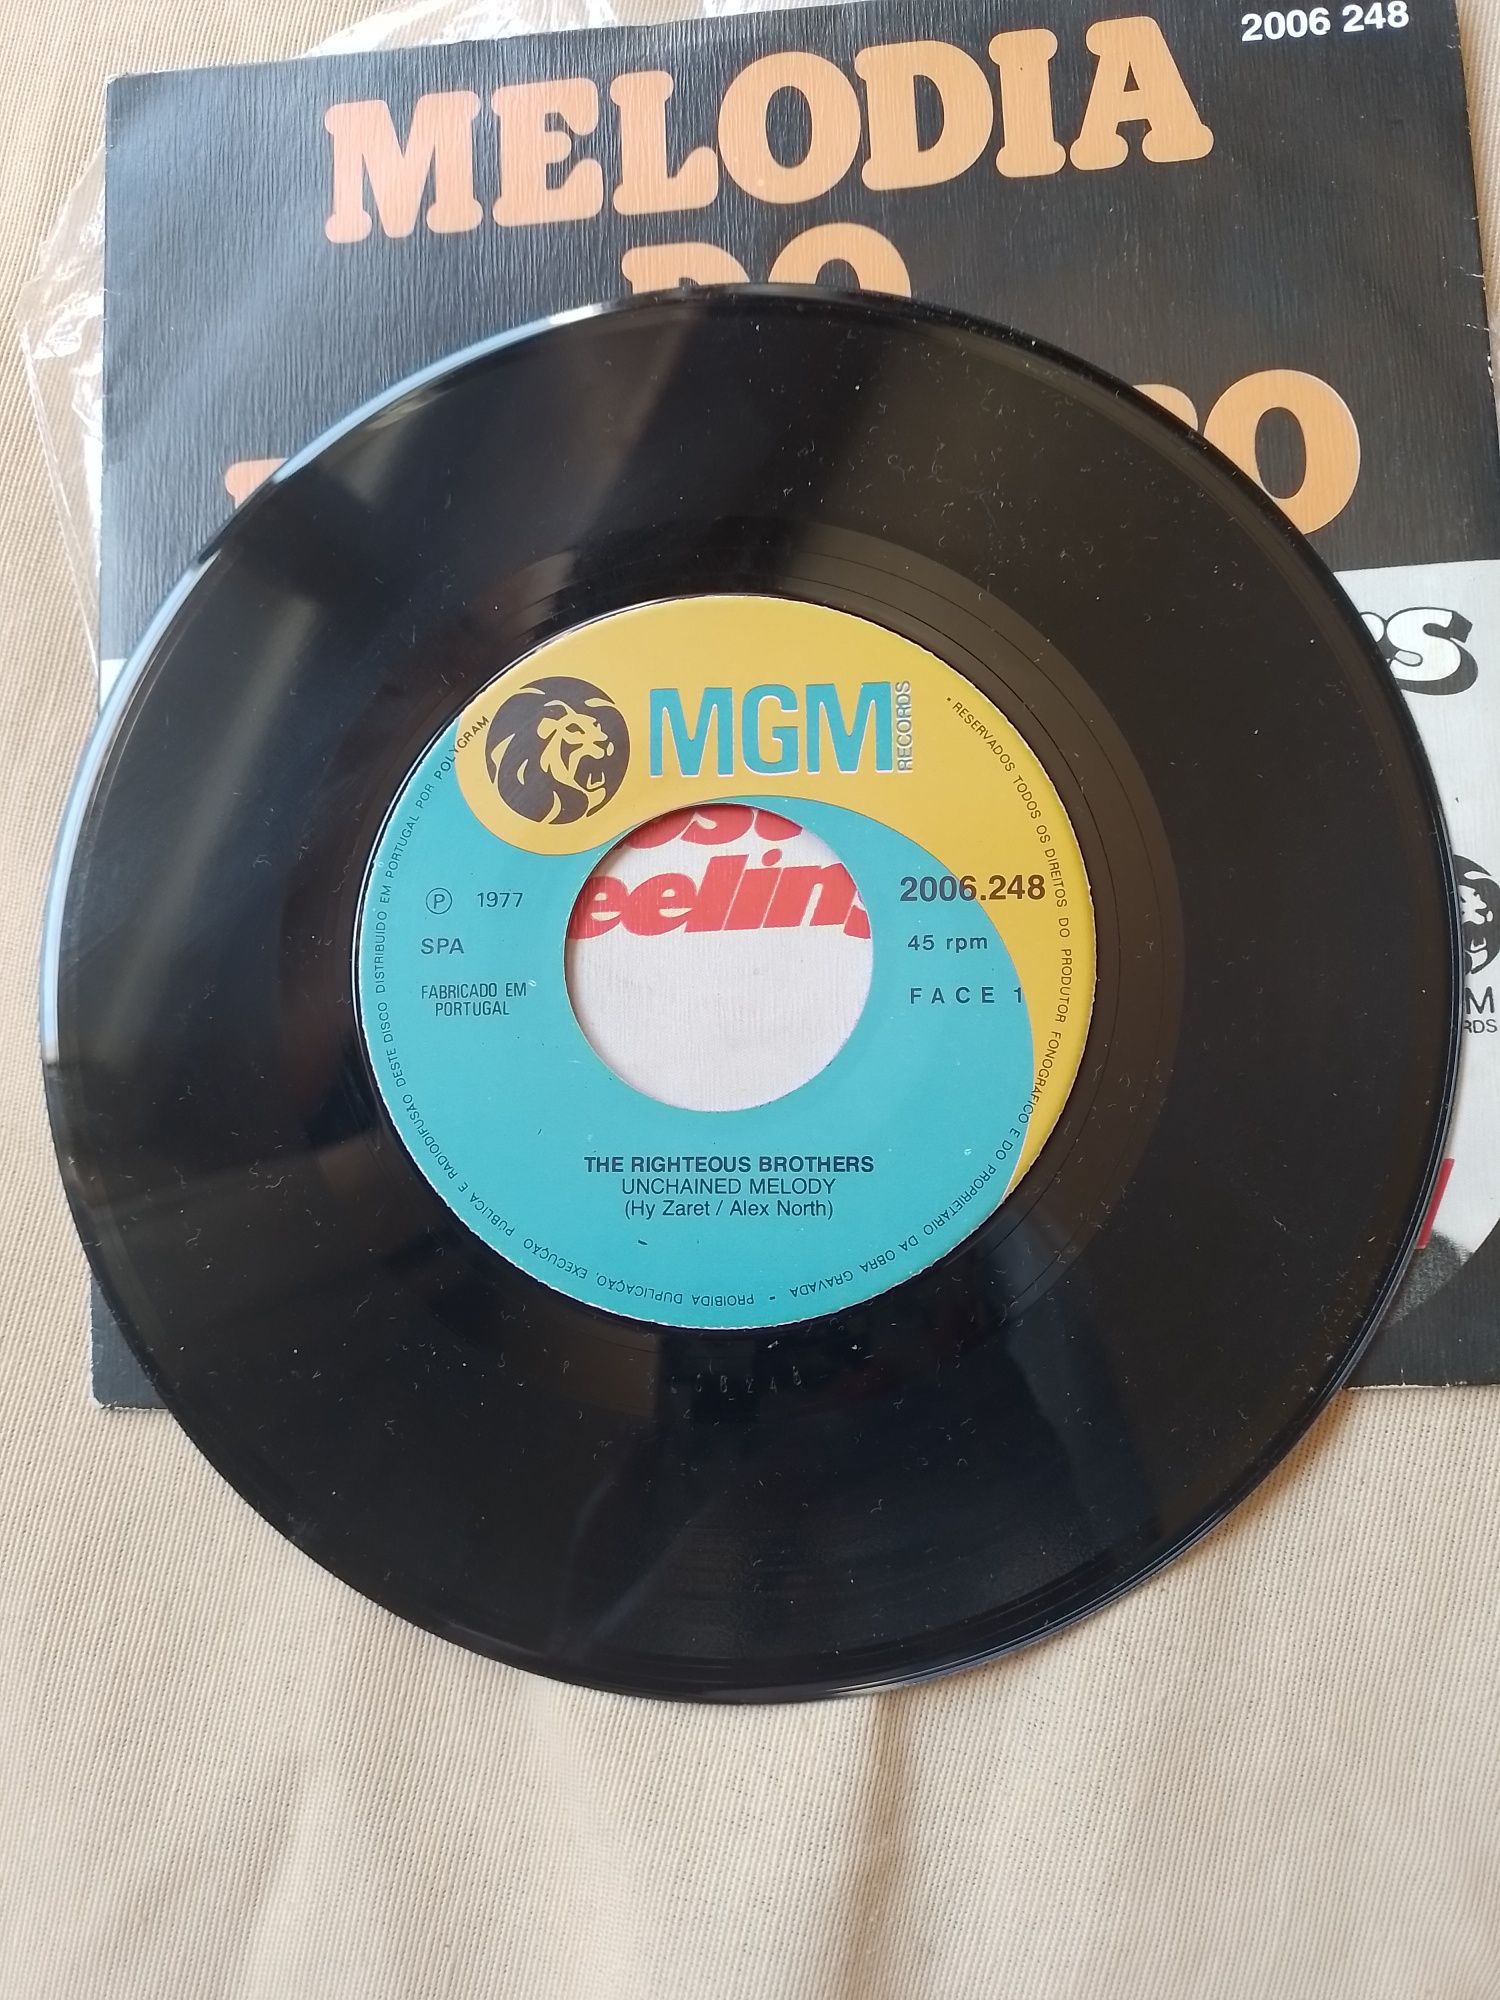 2006 248
MELODIA
DO
MGM
RECORDS
Ⓟ 1977
SPA
FABRICADO EM
PORTUGAL
2006.248
45 rpm
FACE 1
THE RIGHTEOUS BROTHERS
UNCHAINED MELODY
(Hy Zaret / Alex North)
- RESERVADOS TODOS OS DIREITOS DO PRODUTOR FONOGRÁFICO E DO PROPRIETÁRIO DA OBRA GRAVADA - PROIBIDA DUPLICAÇÃO, EXECUÇÃO PÚBLICA E RADIODIFUSÃO DESTE DISCO DISTRIBUIDO EM PORTUGAL POR POLYGRAM